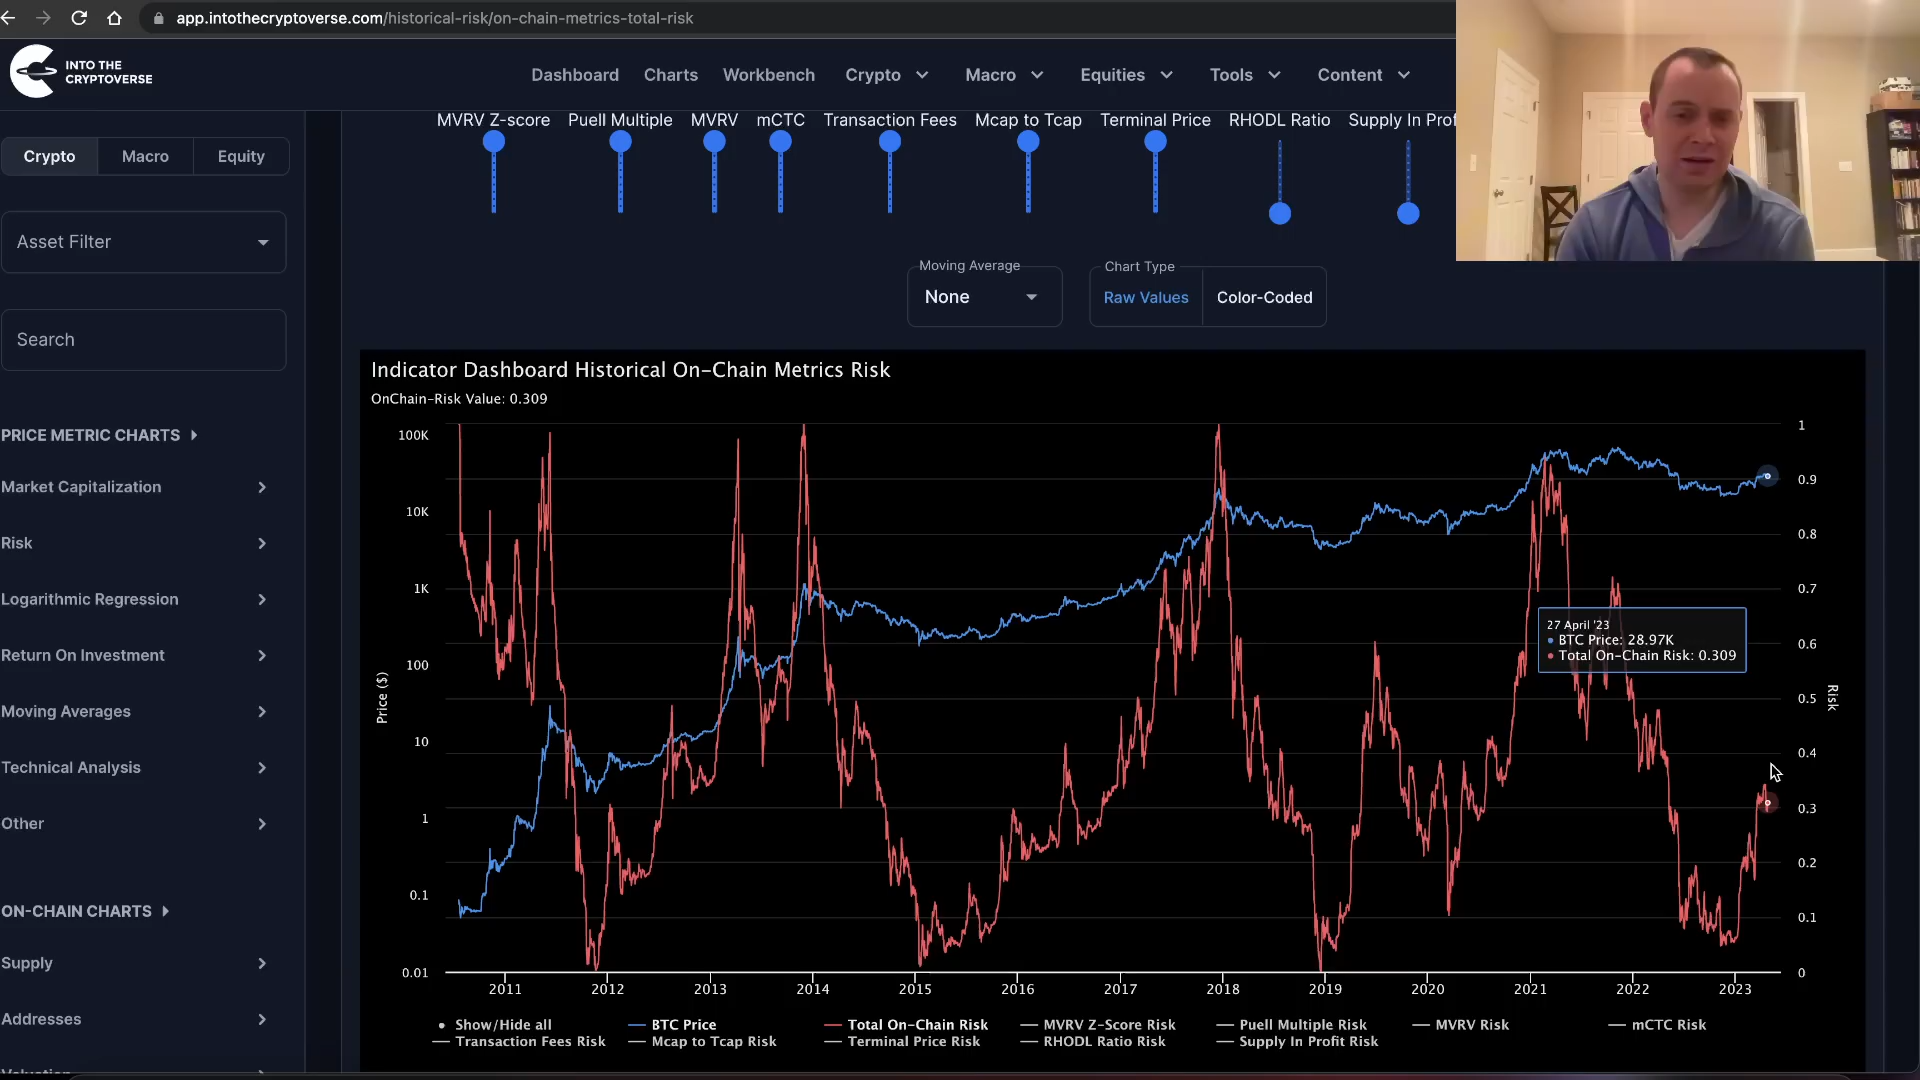 app.intothecryptoverse.com/historical-risk/on-chain-metrics-total-risk
INTO THE
CRYPTOVERSE
Dashboard Charts Workbench Crypto Macro Equities Tools Content
MVRV Z-score Puell Multiple MVRV mCTC Transaction Fees Mcap to Tcap Terminal Price RHODL Ratio Supply In Prof
Crypto Macro Equity
Asset Filter
Search
PRICE METRIC CHARTS
Market Capitalization
Risk
Logarithmic Regression
Return On Investment
Moving Averages
Technical Analysis
Other
ON-CHAIN CHARTS
Supply
Addresses
Moving Average
None
Chart Type
Raw Values Color-Coded
Indicator Dashboard Historical On-Chain Metrics Risk
OnChain-Risk Value: 0.309
100K
10K
1K
100
10
1
0.1
0.01
Price ($)
1
0.9
0.8
0.7
0.6
0.5
0.4
0.3
0.2
0.1
0
Risk
27 April '23
BTC Price: 28.97K
Total On-Chain Risk: 0.309
2011 2012 2013 2014 2015 2016 2017 2018 2019 2020 2021 2022 2023
Show/Hide all BTC Price Total On-Chain Risk MVRV Z-Score Risk Puell Multiple Risk MVRV Risk mCTC Risk
Transaction Fees Risk Mcap to Tcap Risk Terminal Price Risk RHODL Ratio Risk Supply In Profit Risk